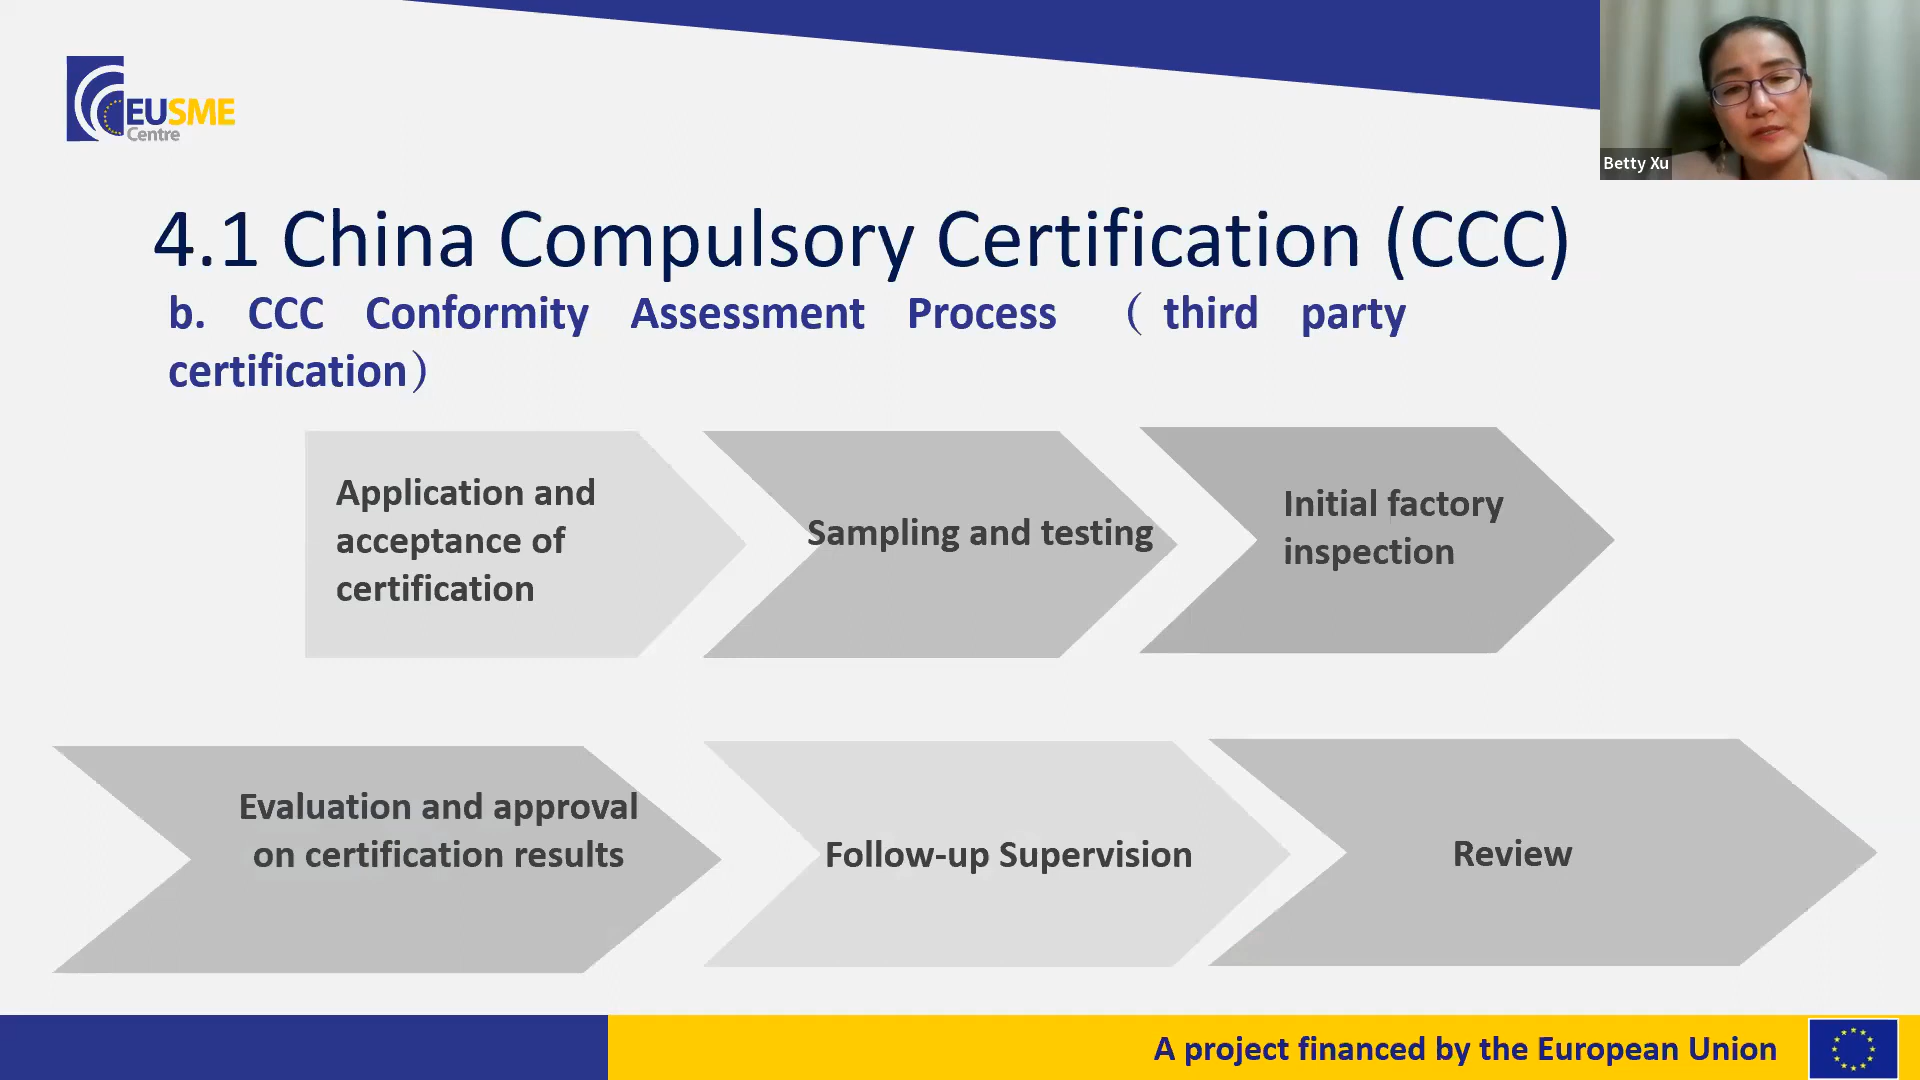 EUSME
Centre
Betty Xu
4.1 China Compulsory Certification (CCC)
b. CCC Conformity Assessment Process （third party
certification）
Application and
acceptance of
certification
Sampling and testing
Initial factory
inspection
Evaluation and approval
on certification results
Follow-up Supervision
Review
A project financed by the European Union